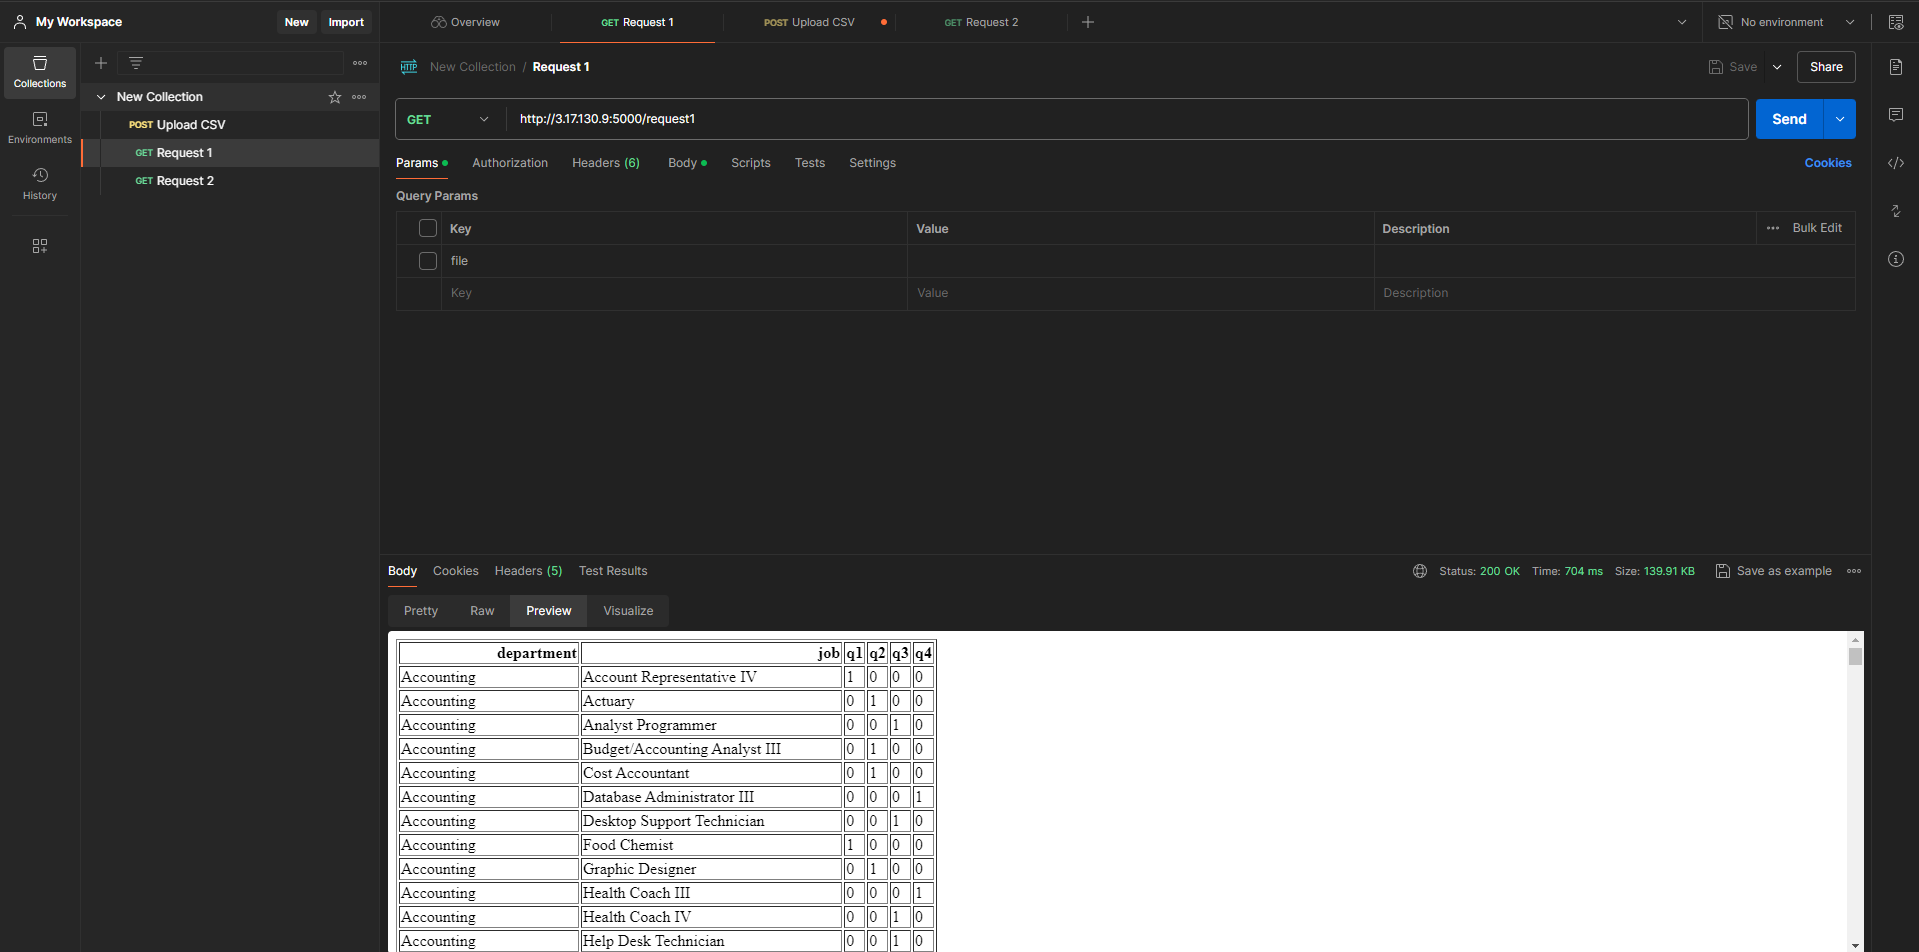 My Workspace
New
Import
Overview
GET Request 1
POST Upload CSV
GET Request 2
No environment
Collections
Environments
History
New Collection
POST Upload CSV
GET Request 1
GET Request 2
HTTP
New Collection / Request 1
Save
Share
GET
http://3.17.130.9:5000/request1
Send
Params
Authorization
Headers (6)
Body
Scripts
Tests
Settings
Cookies
Query Params
Key Value Description Bulk Edit
file
Key Value Description
Body
Cookies
Headers (5)
Test Results
Status: 200 OK Time: 704 ms Size: 139.91 KB
Save as example
Pretty
Raw
Preview
Visualize
department job q1 q2 q3 q4
Accounting Account Representative IV 1 0 0 0
Accounting Actuary 0 1 0 0
Accounting Analyst Programmer 0 0 1 0
Accounting Budget/Accounting Analyst III 0 1 0 0
Accounting Cost Accountant 0 1 0 0
Accounting Database Administrator III 0 0 0 1
Accounting Desktop Support Technician 0 0 1 0
Accounting Food Chemist 1 0 0 0
Accounting Graphic Designer 0 1 0 0
Accounting Health Coach III 0 0 0 1
Accounting Health Coach IV 0 0 1 0
Accounting Help Desk Technician 0 0 1 0